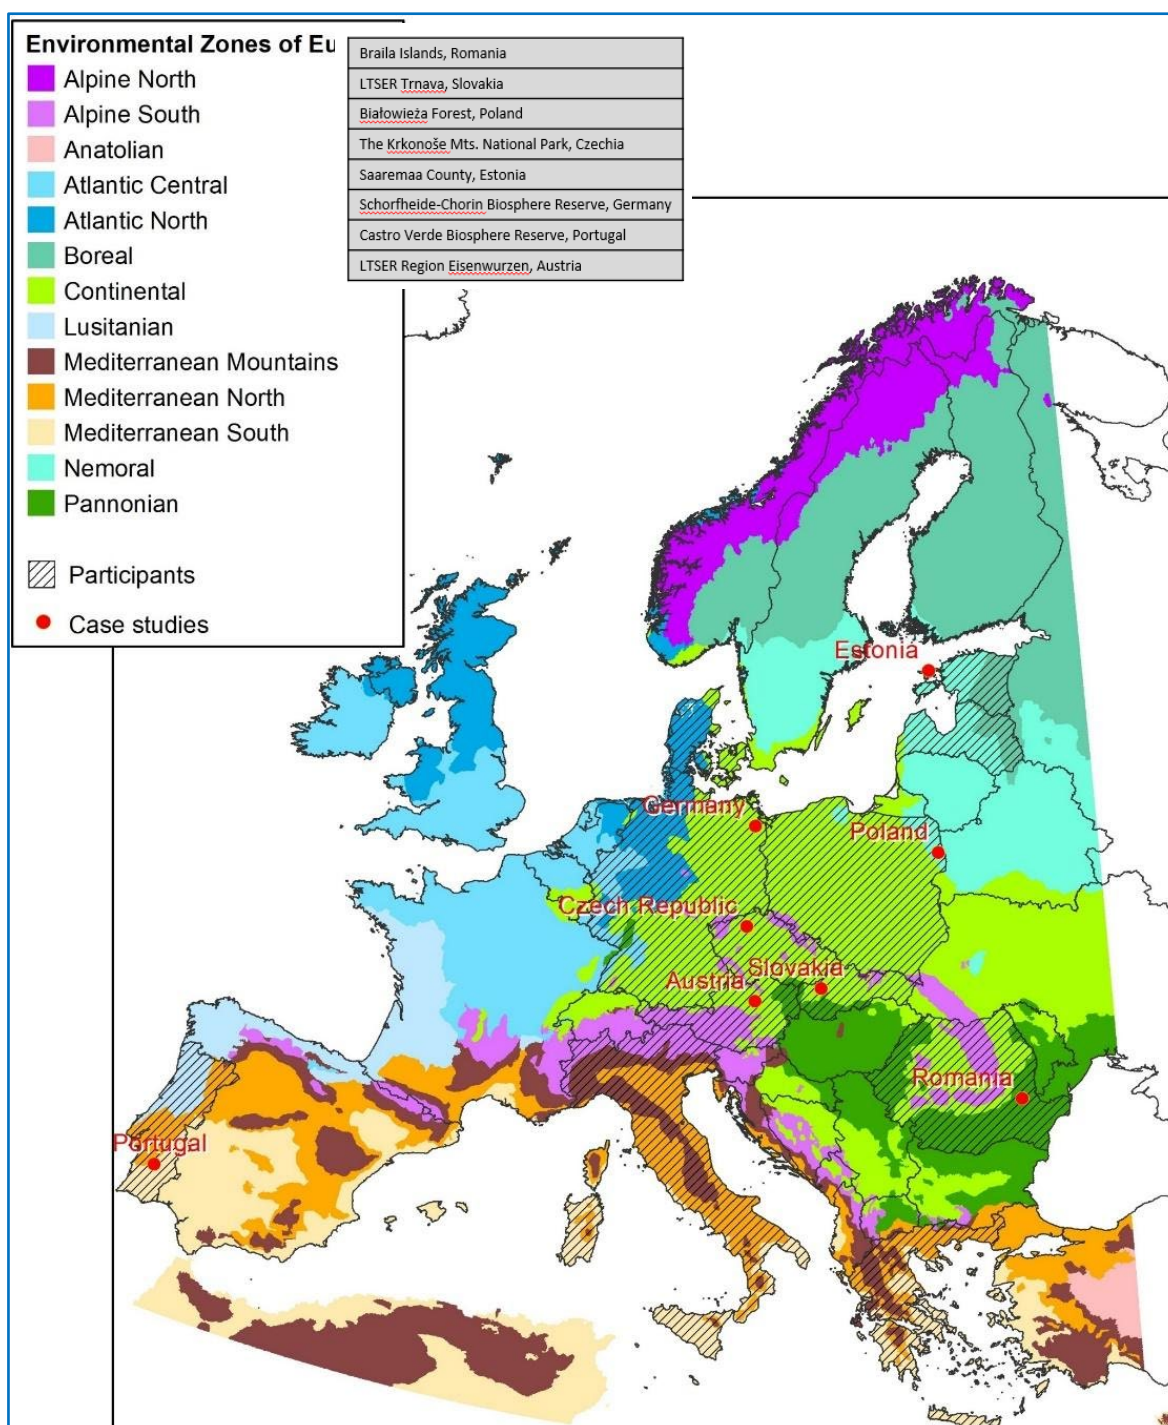 Environmental Zones of Eu
Alpine North
Alpine South
Anatolian
Atlantic Central
Atlantic North
Boreal
Continental
Lusitanian
Mediterranean Mountains
Mediterranean North
Mediterranean South
Nemoral
Pannonian
Participants
Case studies
Braila Islands, Romania
LTSER Trnava, Slovakia
Białowieża Forest, Poland
The Krkonoše Mts. National Park, Czechia
Saaremaa County, Estonia
Schorfheide-Chorin Biosphere Reserve, Germany
Castro Verde Biosphere Reserve, Portugal
LTSER Region Eisenwurzen, Austria
Estonia
Germany
Poland
Czech Republic
Slovakia
Austria
Romania
Portugal